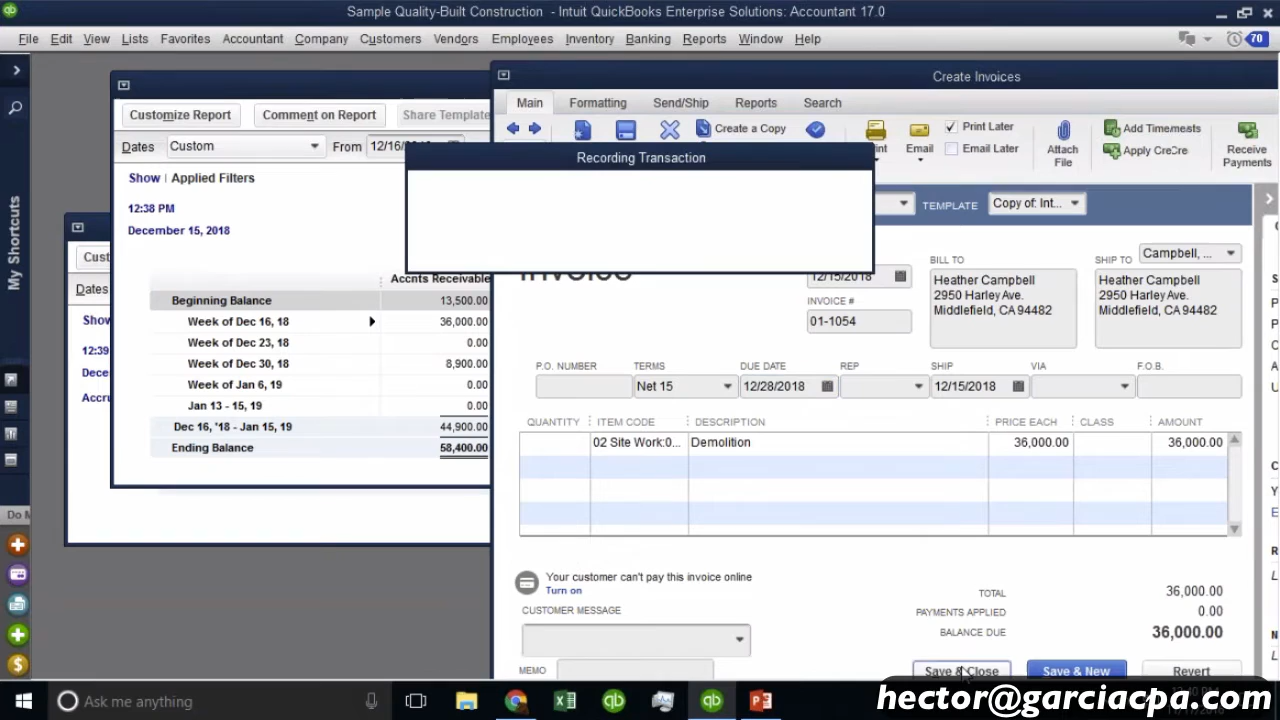 Sample Quality-Built Construction - Intuit QuickBooks Enterprise Solutions: Accountant 17.0
File Edit View Lists Favorites Accountant Company Customers Vendors Employees Inventory Banking Reports Window Help
70
Create Invoices
Main Formatting Send/Ship Reports Search
Customize Report Comment on Report Share Template
Create a Copy
Print Later
Email Later
Email
Attach File
Add Time
Receive Payments
Dates Custom From
Recording Transaction
Show Applied Filters
12:38 PM
December 15, 2018
TEMPLATE Copy of: Int...
My Shortcuts
Accnts Receivable
Beginning Balance 13,500.00
Week of Dec 16, 18 36,000.00
Week of Dec 23, 18 0.00
Week of Dec 30, 18 8,900.00
Week of Jan 6, 19 0.00
Jan 13 - 15, 19 0.00
Dec 16, '18 - Jan 15, 19 44,900.00
Ending Balance 58,400.00
Dates
12/15/2018
INVOICE #
01-1054
BILL TO
Heather Campbell
2950 Harley Ave.
Middlefield, CA 94482
SHIP TO Campbell, ...
Heather Campbell
2950 Harley Ave.
Middlefield, CA 94482
P.O. NUMBER TERMS DUE DATE REP SHIP VIA F.O.B.
Net 15 12/28/2018 12/15/2018
QUANTITY ITEM CODE DESCRIPTION PRICE EACH CLASS AMOUNT
02 Site Work:0... Demolition 36,000.00 36,000.00
Your customer can't pay this invoice online
Turn on
CUSTOMER MESSAGE
MEMO
TOTAL 36,000.00
PAYMENTS APPLIED 0.00
BALANCE DUE 36,000.00
Save & Close Save & New Revert
Ask me anything
hector@garciacpa.com